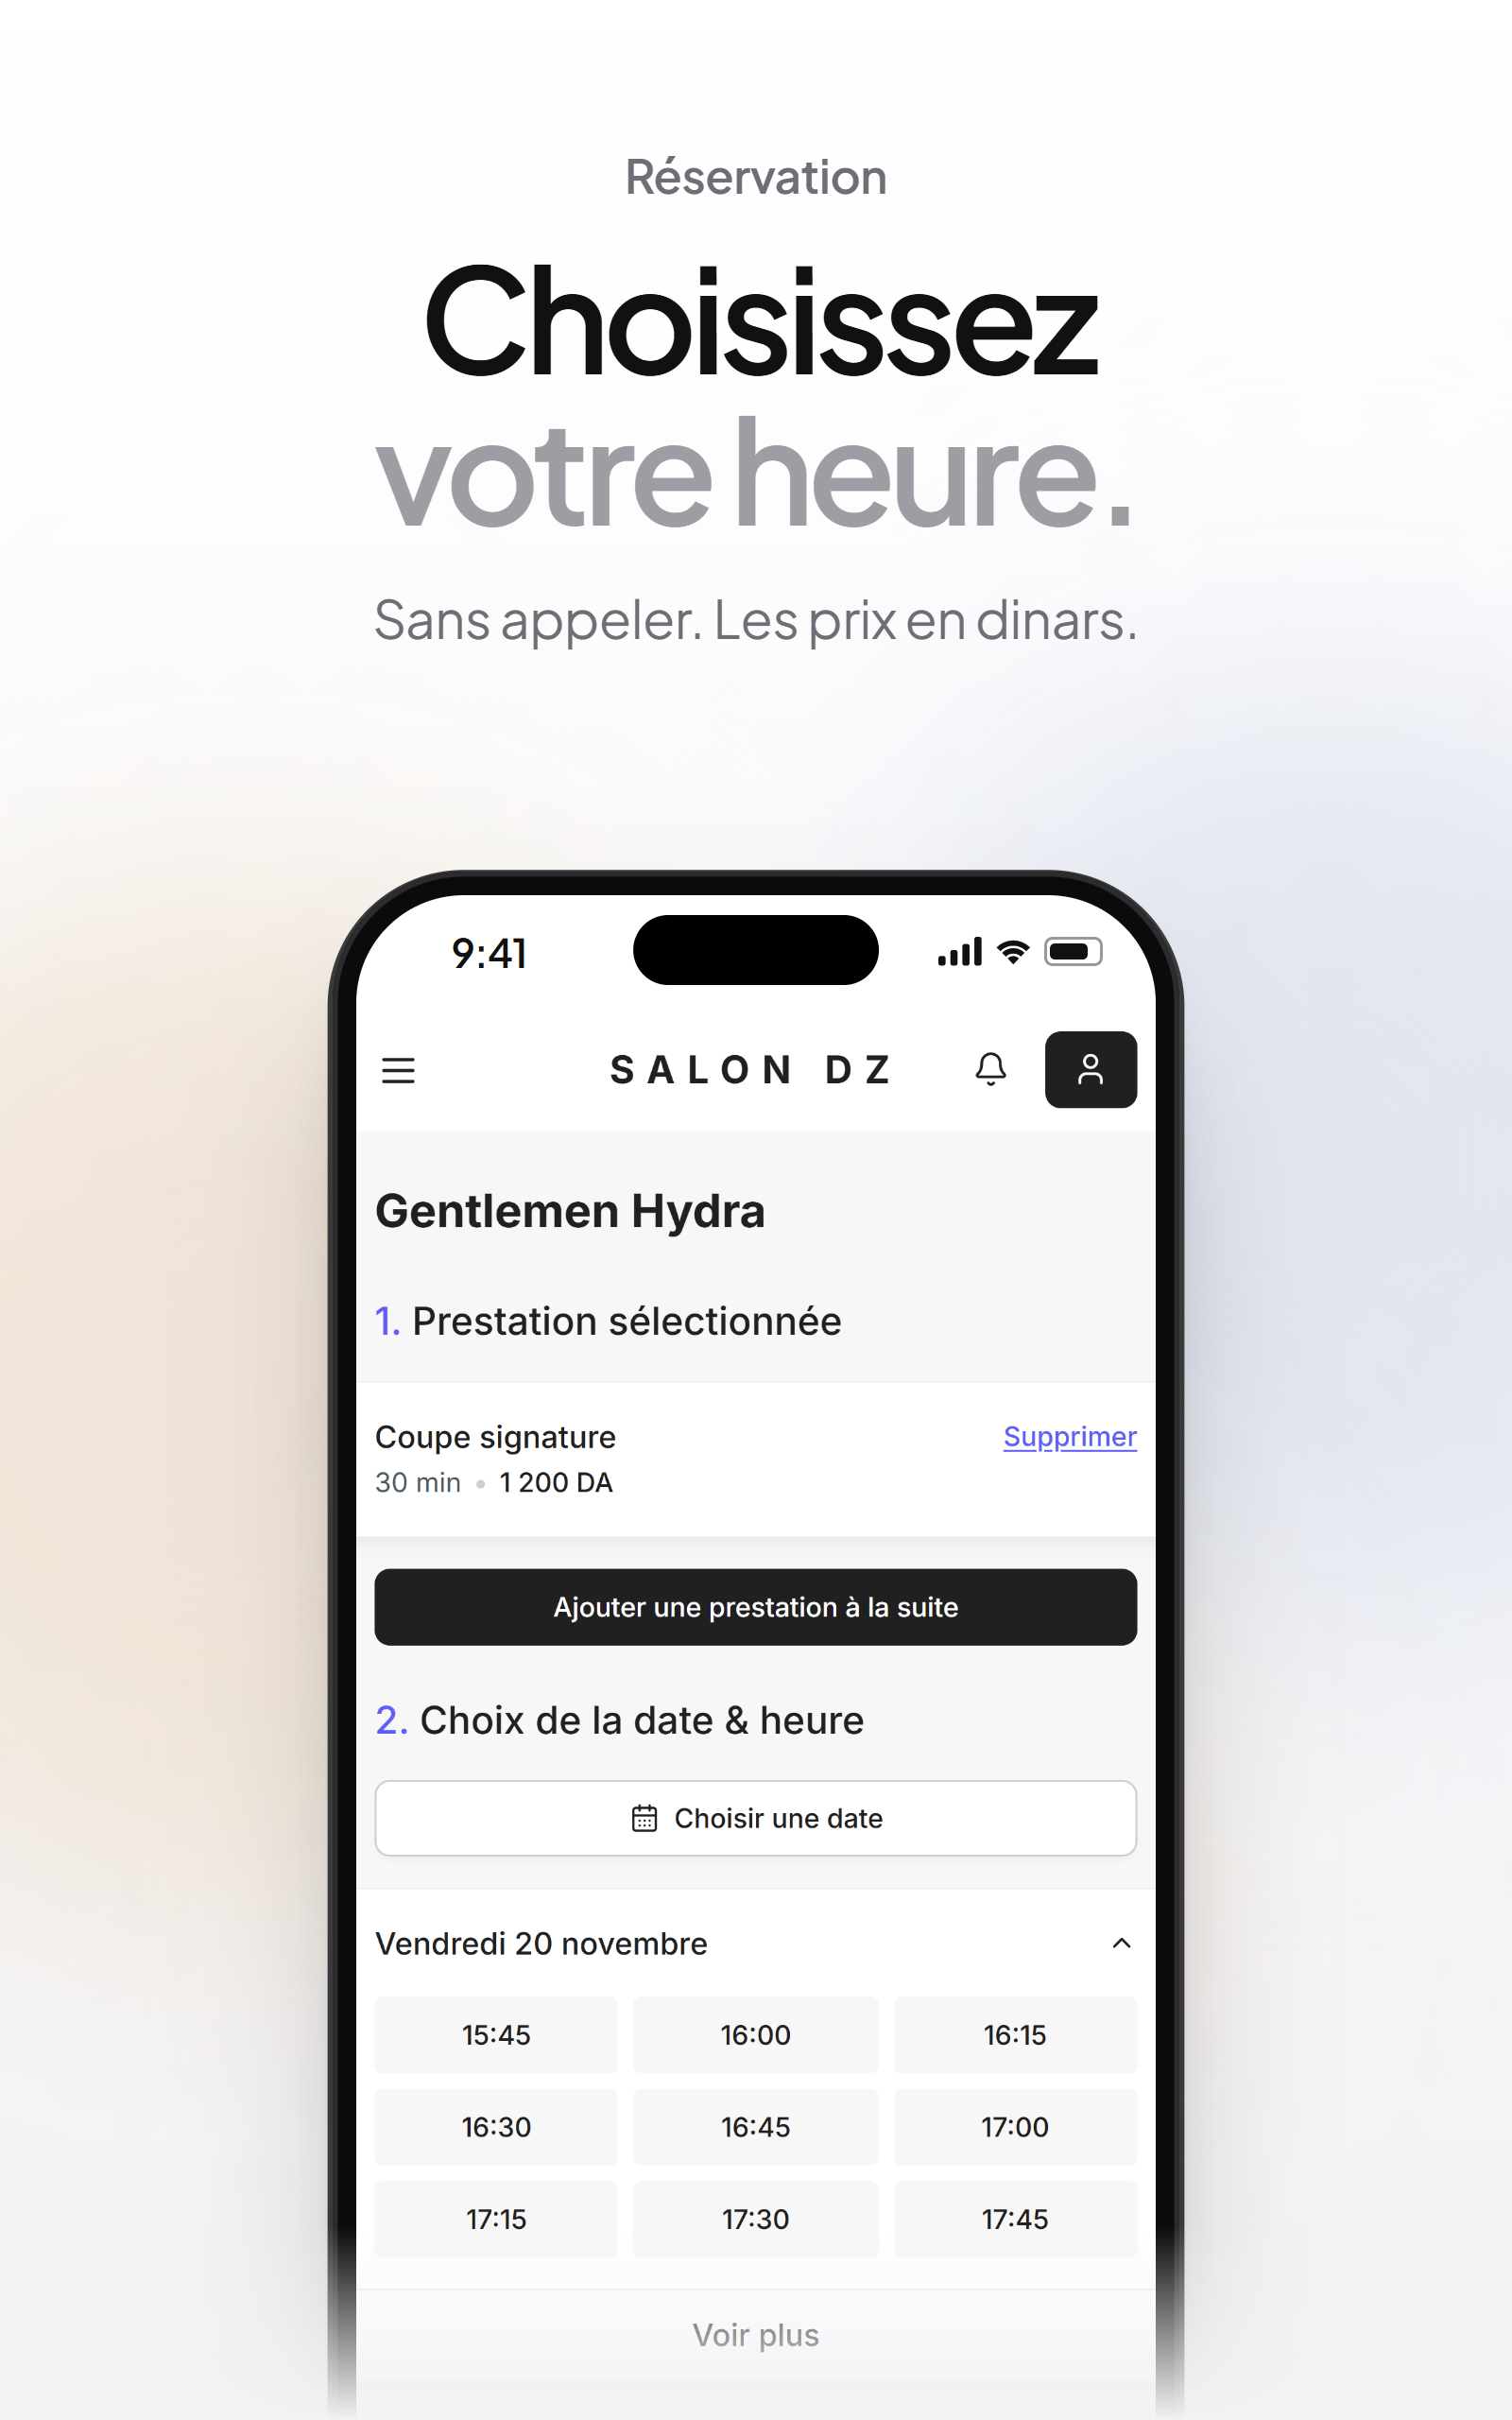 Réservation
Choisissez
votre heure.
Sans appeler. Les prix en dinars.
9:41
SALON DZ
Gentlemen Hydra
1. Prestation sélectionnée
Coupe signature
Supprimer
30 min • 1 200 DA
Ajouter une prestation à la suite
2. Choix de la date & heure
Choisir une date
Vendredi 20 novembre
15:45 16:00 16:15
16:30 16:45 17:00
17:15 17:30 17:45
Voir plus